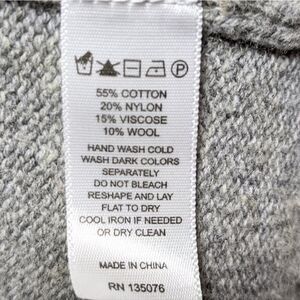 P
55% COTTON
20% NYLON
15% VISCOSE
10% WOOL
HAND WASH COLD
WASH DARK COLORS
SEPARATELY
DO NOT BLEACH
RESHAPE AND LAY
FLAT TO DRY
COOL IRON IF NEEDED
OR DRY CLEAN
MADE IN CHINA
RN 135076